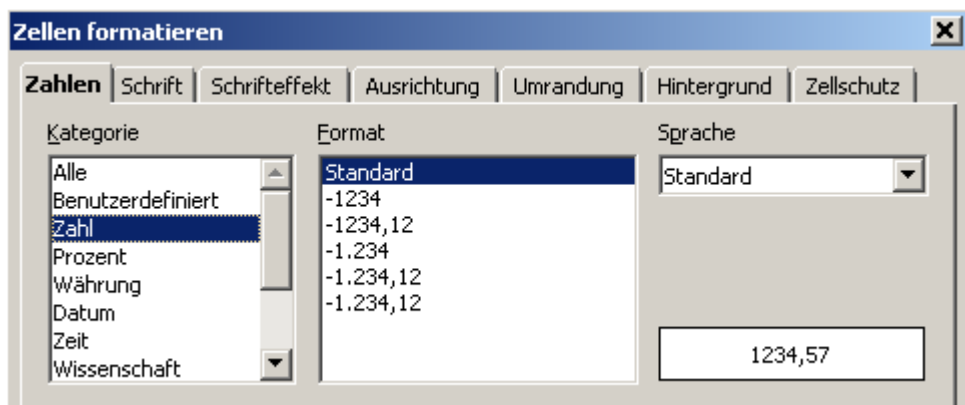 Zellen formatieren
Zahlen Schrift Schrifteffekt Ausrichtung Umrandung Hintergrund Zellschutz
Kategorie
Alle
Benutzerdefiniert
Zahl
Prozent
Währung
Datum
Zeit
Wissenschaft
Format
Standard
-1234
-1234,12
-1.234
-1.234,12
-1.234,12
Sprache
Standard
1234,57